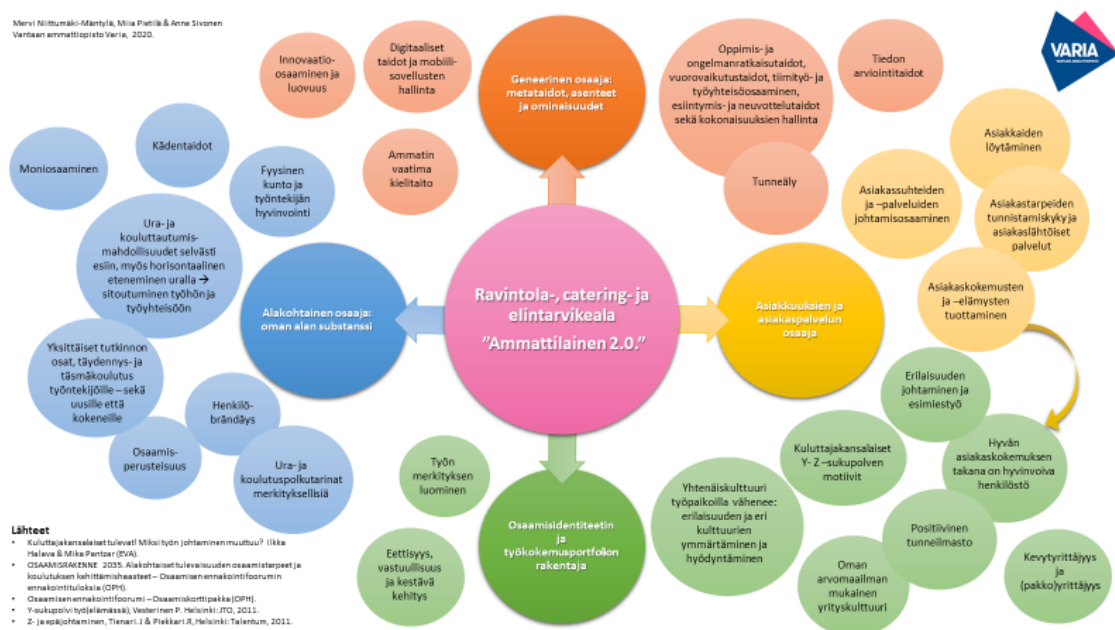 Mervi Niittumäki-Mäntylä, Miia Pietilä & Anne Sivonen
Vantaan ammattiopisto Varia, 2020.
VARIA
Innovaatio-
osaaminen ja
luovuus
Digitaaliset
taidot ja mobiili-
sovellusten
hallinta
Ammatin
vaatima
kielitaito
Geneerinen osaaja:
metataidot, asenteet
ja ominaisuudet
Oppimis- ja
ongelmanratkaisutaidot,
vuorovaikutustaidot, tiimityö- ja
työyhteisöosaaminen,
esiintymis- ja neuvottelutaidot
sekä kokonaisuuksien hallinta
Tiedon
arviointitaidot
Tunneäly
Asiakkaiden
löytäminen
Asiakassuhteiden
ja –palveluiden
johtamisosaaminen
Asiakastarpeiden
tunnistamiskyky ja
asiakaslähtöiset
palvelut
Asiakaskokemusten
ja –elämysten
tuottaminen
Moniosaaminen
Kädentaidot
Fyysinen
kunto ja
työntekijän
hyvinvointi
Ura- ja
kouluttautumis-
mahdollisuudet selvästi
esiin, myös horisontaalinen
eteneminen uralla →
sitoutuminen työhön ja
työyhteisöön
Alakohtainen osaaja:
oman alan substanssi
Ravintola-, catering- ja
elintarvikeala
”Ammattilainen 2.0.”
Asiakkuuksien ja
asiakaspalvelun
osaaja
Yksittäiset tutkinnon
osat, täydennys- ja
täsmäkoulutus
työntekijöille – sekä
uusille että
kokeneille
Henkilö-
brändäys
Osaamis-
perusteisuus
Ura- ja
koulutuspolkutarinat
merkityksellisiä
Työn
merkityksen
luominen
Eettisyys,
vastuullisuus
ja kestävä
kehitys
Osaamisidentiteetin
ja
työkokemusportfolion
rakentaja
Erilaisuuden
johtaminen ja
esimiestyö
Kuluttajakansalaiset
Y- Z –sukupolven
motiivit
Hyvän
asiakaskokemuksen
takana on hyvinvoiva
henkilöstö
Yhtenäiskulttuuri
työpaikoilla vähenee:
erilaisuuden ja eri
kulttuurien
ymmärtäminen ja
hyödyntäminen
Positiivinen
tunneilmasto
Oman
arvomaailman
mukainen
yrityskulttuuri
Kevytyrittäjyys
ja
(pakko)yrittäjyys
Lähteet
• Kuluttajakansalaiset tulevat! Miksi työn johtaminen muuttuu? Ilkka
Halava & Mika Pantzar (EVA).
• OSAAMISRAKENNE 2035. Alakohtaiset tulevaisuuden osaamistarpeet ja
koulutuksen kehittämishaasteet – Osaamisen ennakointifoorumin
ennakointituloksia (OPH).
• Osaamisen ennakointifoorumi – Osaamiskorttipakka (OPH).
• Y-sukupolvi työ(elämässä), Vesterinen P. Helsinki: JTO, 2011.
• Z- ja epäjohtaminen, Tienari. J & Piekkari.R, Helsinki: Talentum, 2011.